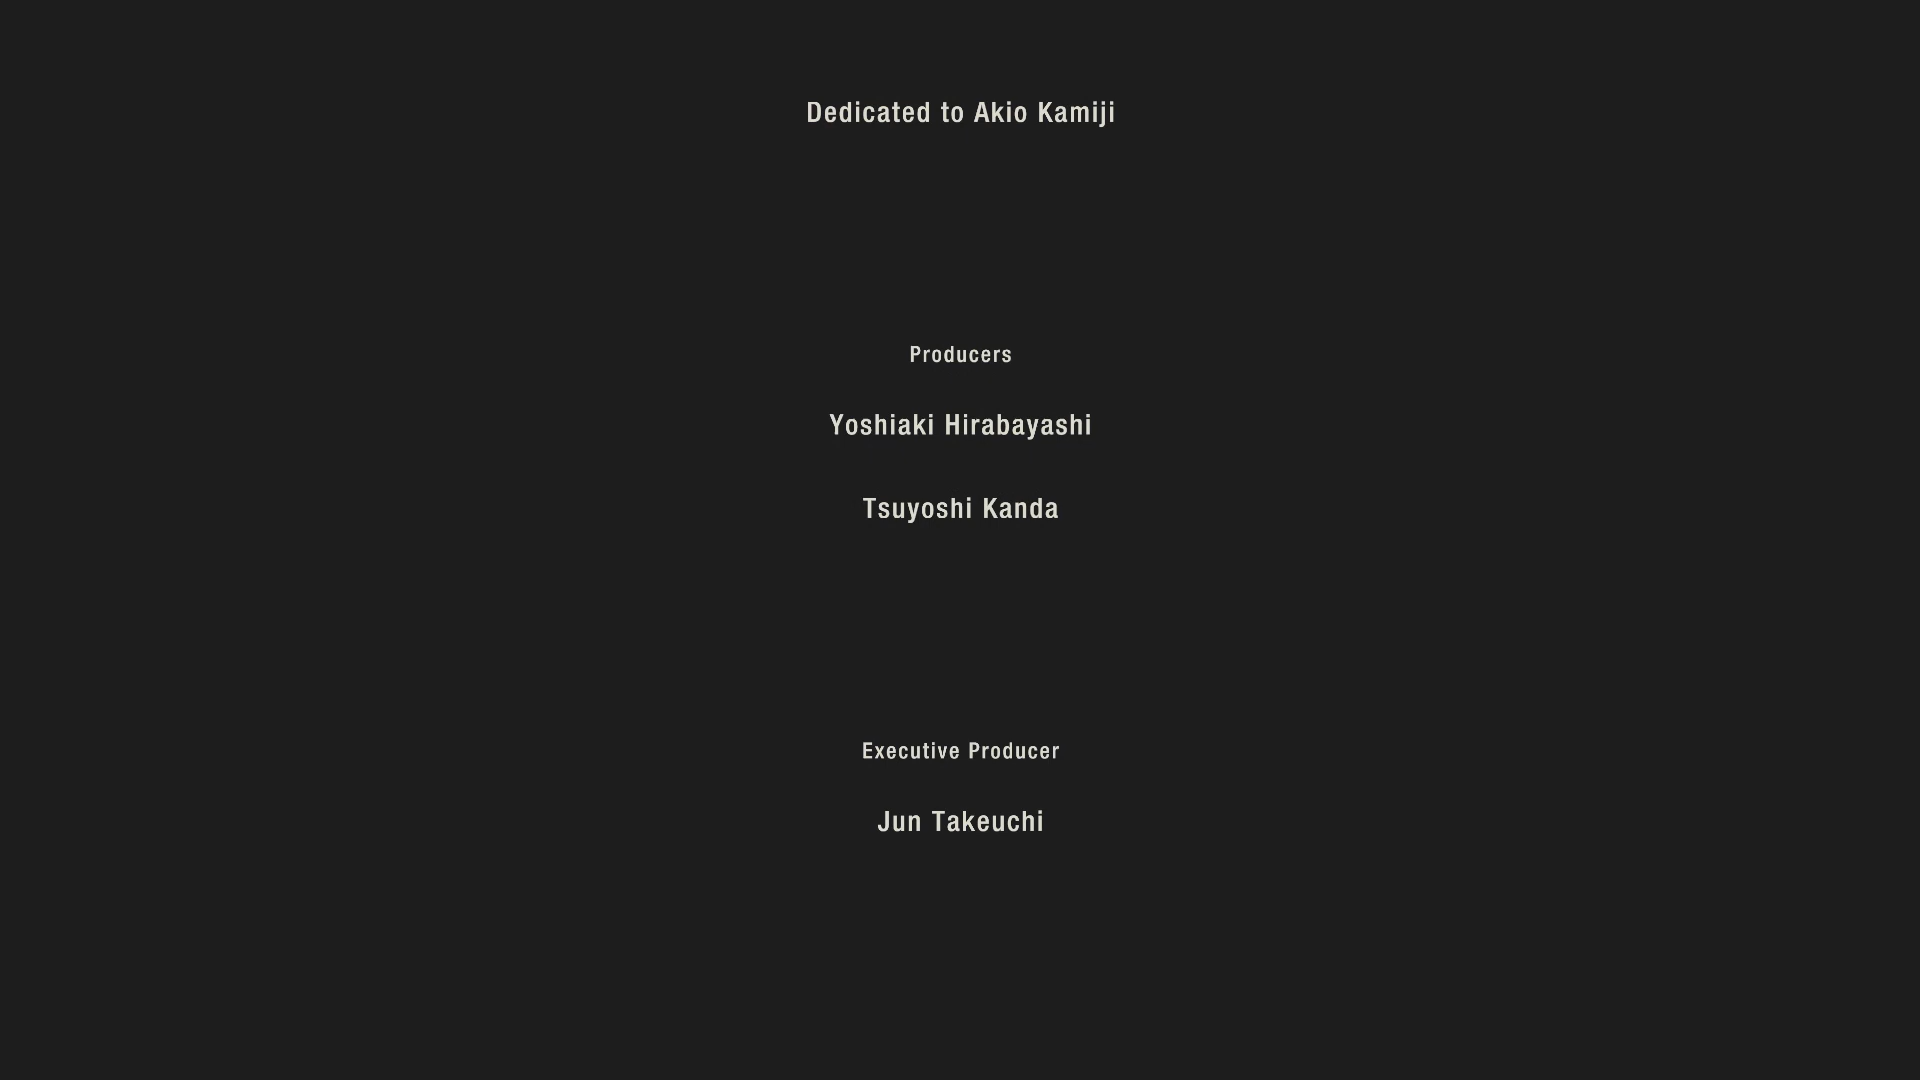 Dedicated to Akio Kamiji
Producers
Yoshiaki Hirabayashi
Tsuyoshi Kanda
Executive Producer
Jun Takeuchi